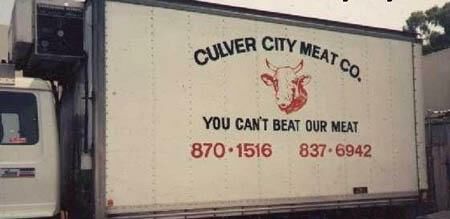 CULVER CITY MEAT CO.
YOU CAN'T BEAT OUR MEAT
870•1516 837•6942